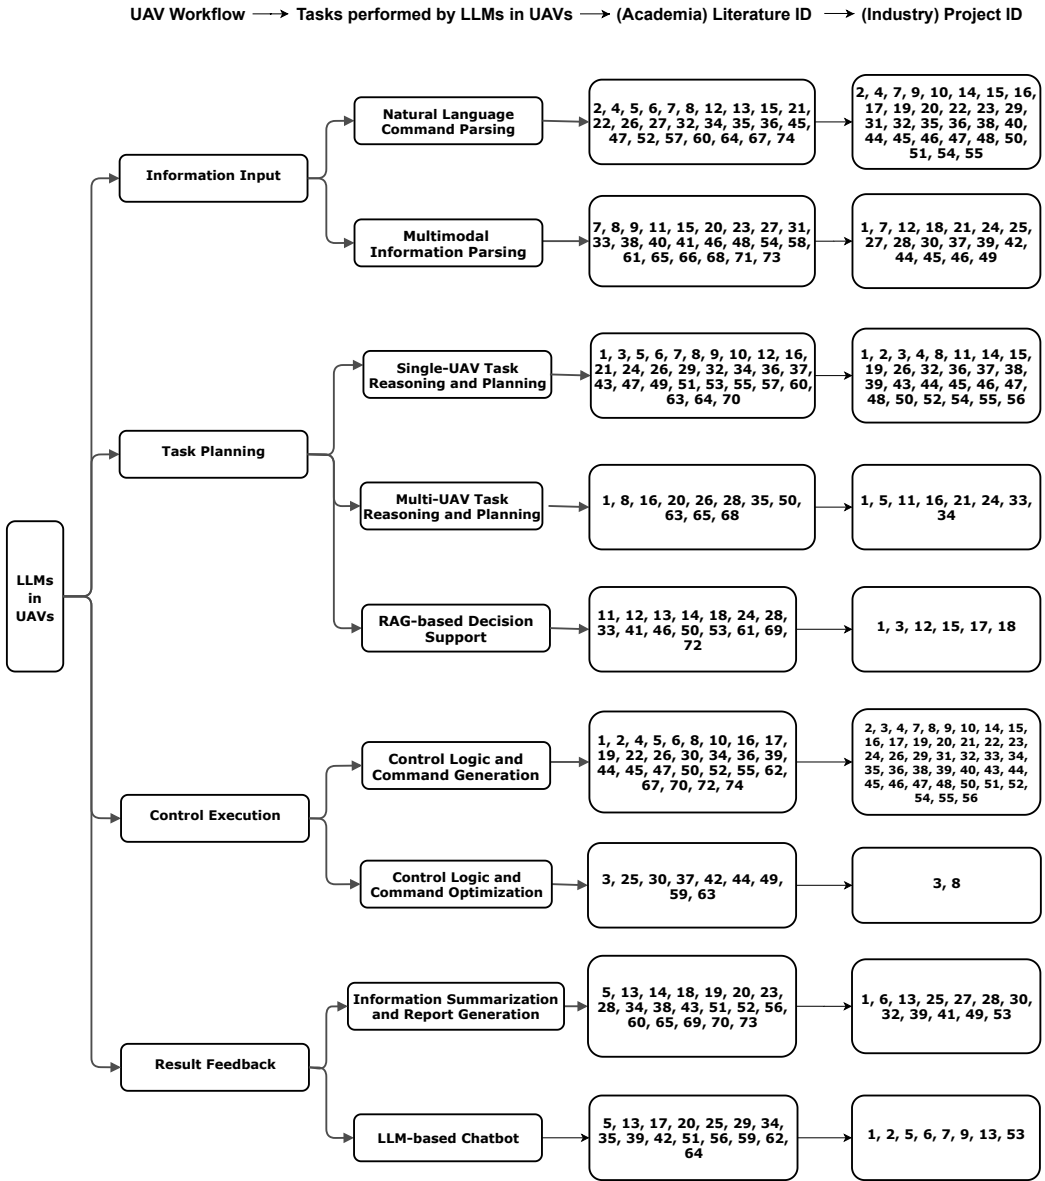 UAV Workflow → Tasks performed by LLMs in UAVs → (Academia) Literature ID → (Industry) Project ID
LLMs
in
UAVs
Information Input
Natural Language
Command Parsing
2, 4, 5, 6, 7, 8, 12, 13, 15, 21,
22, 26, 27, 32, 34, 35, 36, 45,
47, 52, 57, 60, 64, 67, 74
2, 4, 7, 9, 10, 14, 15, 16,
17, 19, 20, 22, 23, 29,
31, 32, 35, 36, 38, 40,
44, 45, 46, 47, 48, 50,
51, 54, 55
Multimodal
Information Parsing
7, 8, 9, 11, 15, 20, 23, 27, 31,
33, 38, 40, 41, 46, 48, 54, 58,
61, 65, 66, 68, 71, 73
1, 7, 12, 18, 21, 24, 25,
27, 28, 30, 37, 39, 42,
44, 45, 46, 49
Task Planning
Single-UAV Task
Reasoning and Planning
1, 3, 5, 6, 7, 8, 9, 10, 12, 16,
21, 24, 26, 29, 32, 34, 36, 37,
43, 47, 49, 51, 53, 55, 57, 60,
63, 64, 70
1, 2, 3, 4, 8, 11, 14, 15,
19, 26, 32, 36, 37, 38,
39, 43, 44, 45, 46, 47,
48, 50, 52, 54, 55, 56
Multi-UAV Task
Reasoning and Planning
1, 8, 16, 20, 26, 28, 35, 50,
63, 65, 68
1, 5, 11, 16, 21, 24, 33,
34
RAG-based Decision
Support
11, 12, 13, 14, 18, 24, 28,
33, 41, 46, 50, 53, 61, 69,
72
1, 3, 12, 15, 17, 18
Control Execution
Control Logic and
Command Generation
1, 2, 4, 5, 6, 8, 10, 16, 17,
19, 22, 26, 30, 34, 36, 39,
44, 45, 47, 50, 52, 55, 62,
67, 70, 72, 74
2, 3, 4, 7, 8, 9, 10, 14, 15,
16, 17, 19, 20, 21, 22, 23,
24, 26, 29, 31, 32, 33, 34,
35, 36, 38, 39, 40, 43, 44,
45, 46, 47, 48, 50, 51, 52,
54, 55, 56
Control Logic and
Command Optimization
3, 25, 30, 37, 42, 44, 49,
59, 63
3, 8
Result Feedback
Information Summarization
and Report Generation
5, 13, 14, 18, 19, 20, 23,
28, 34, 38, 43, 51, 52, 56,
60, 65, 69, 70, 73
1, 6, 13, 25, 27, 28, 30,
32, 39, 41, 49, 53
LLM-based Chatbot
5, 13, 17, 20, 25, 29, 34,
35, 39, 42, 51, 56, 59, 62,
64
1, 2, 5, 6, 7, 9, 13, 53